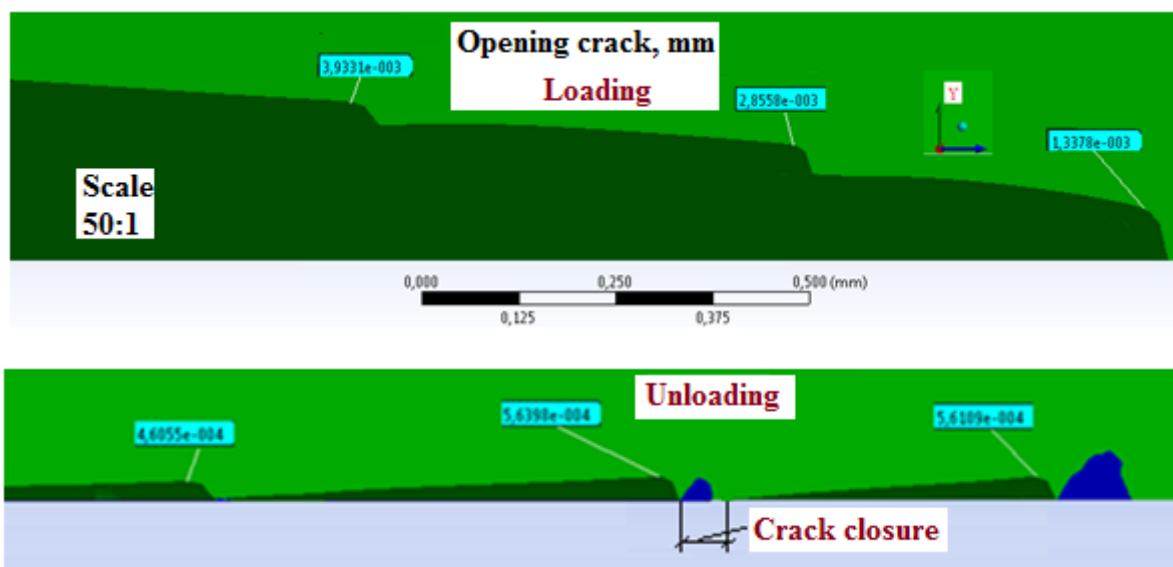 Opening crack, mm
3,9331e-003
Loading
2,8558e-003
Y
1,3378e-003
Scale
50:1
0,000
0,250
0,500 (mm)
0,125
0,375
Unloading
4,6055e-004
5,6398e-004
5,6109e-004
Crack closure